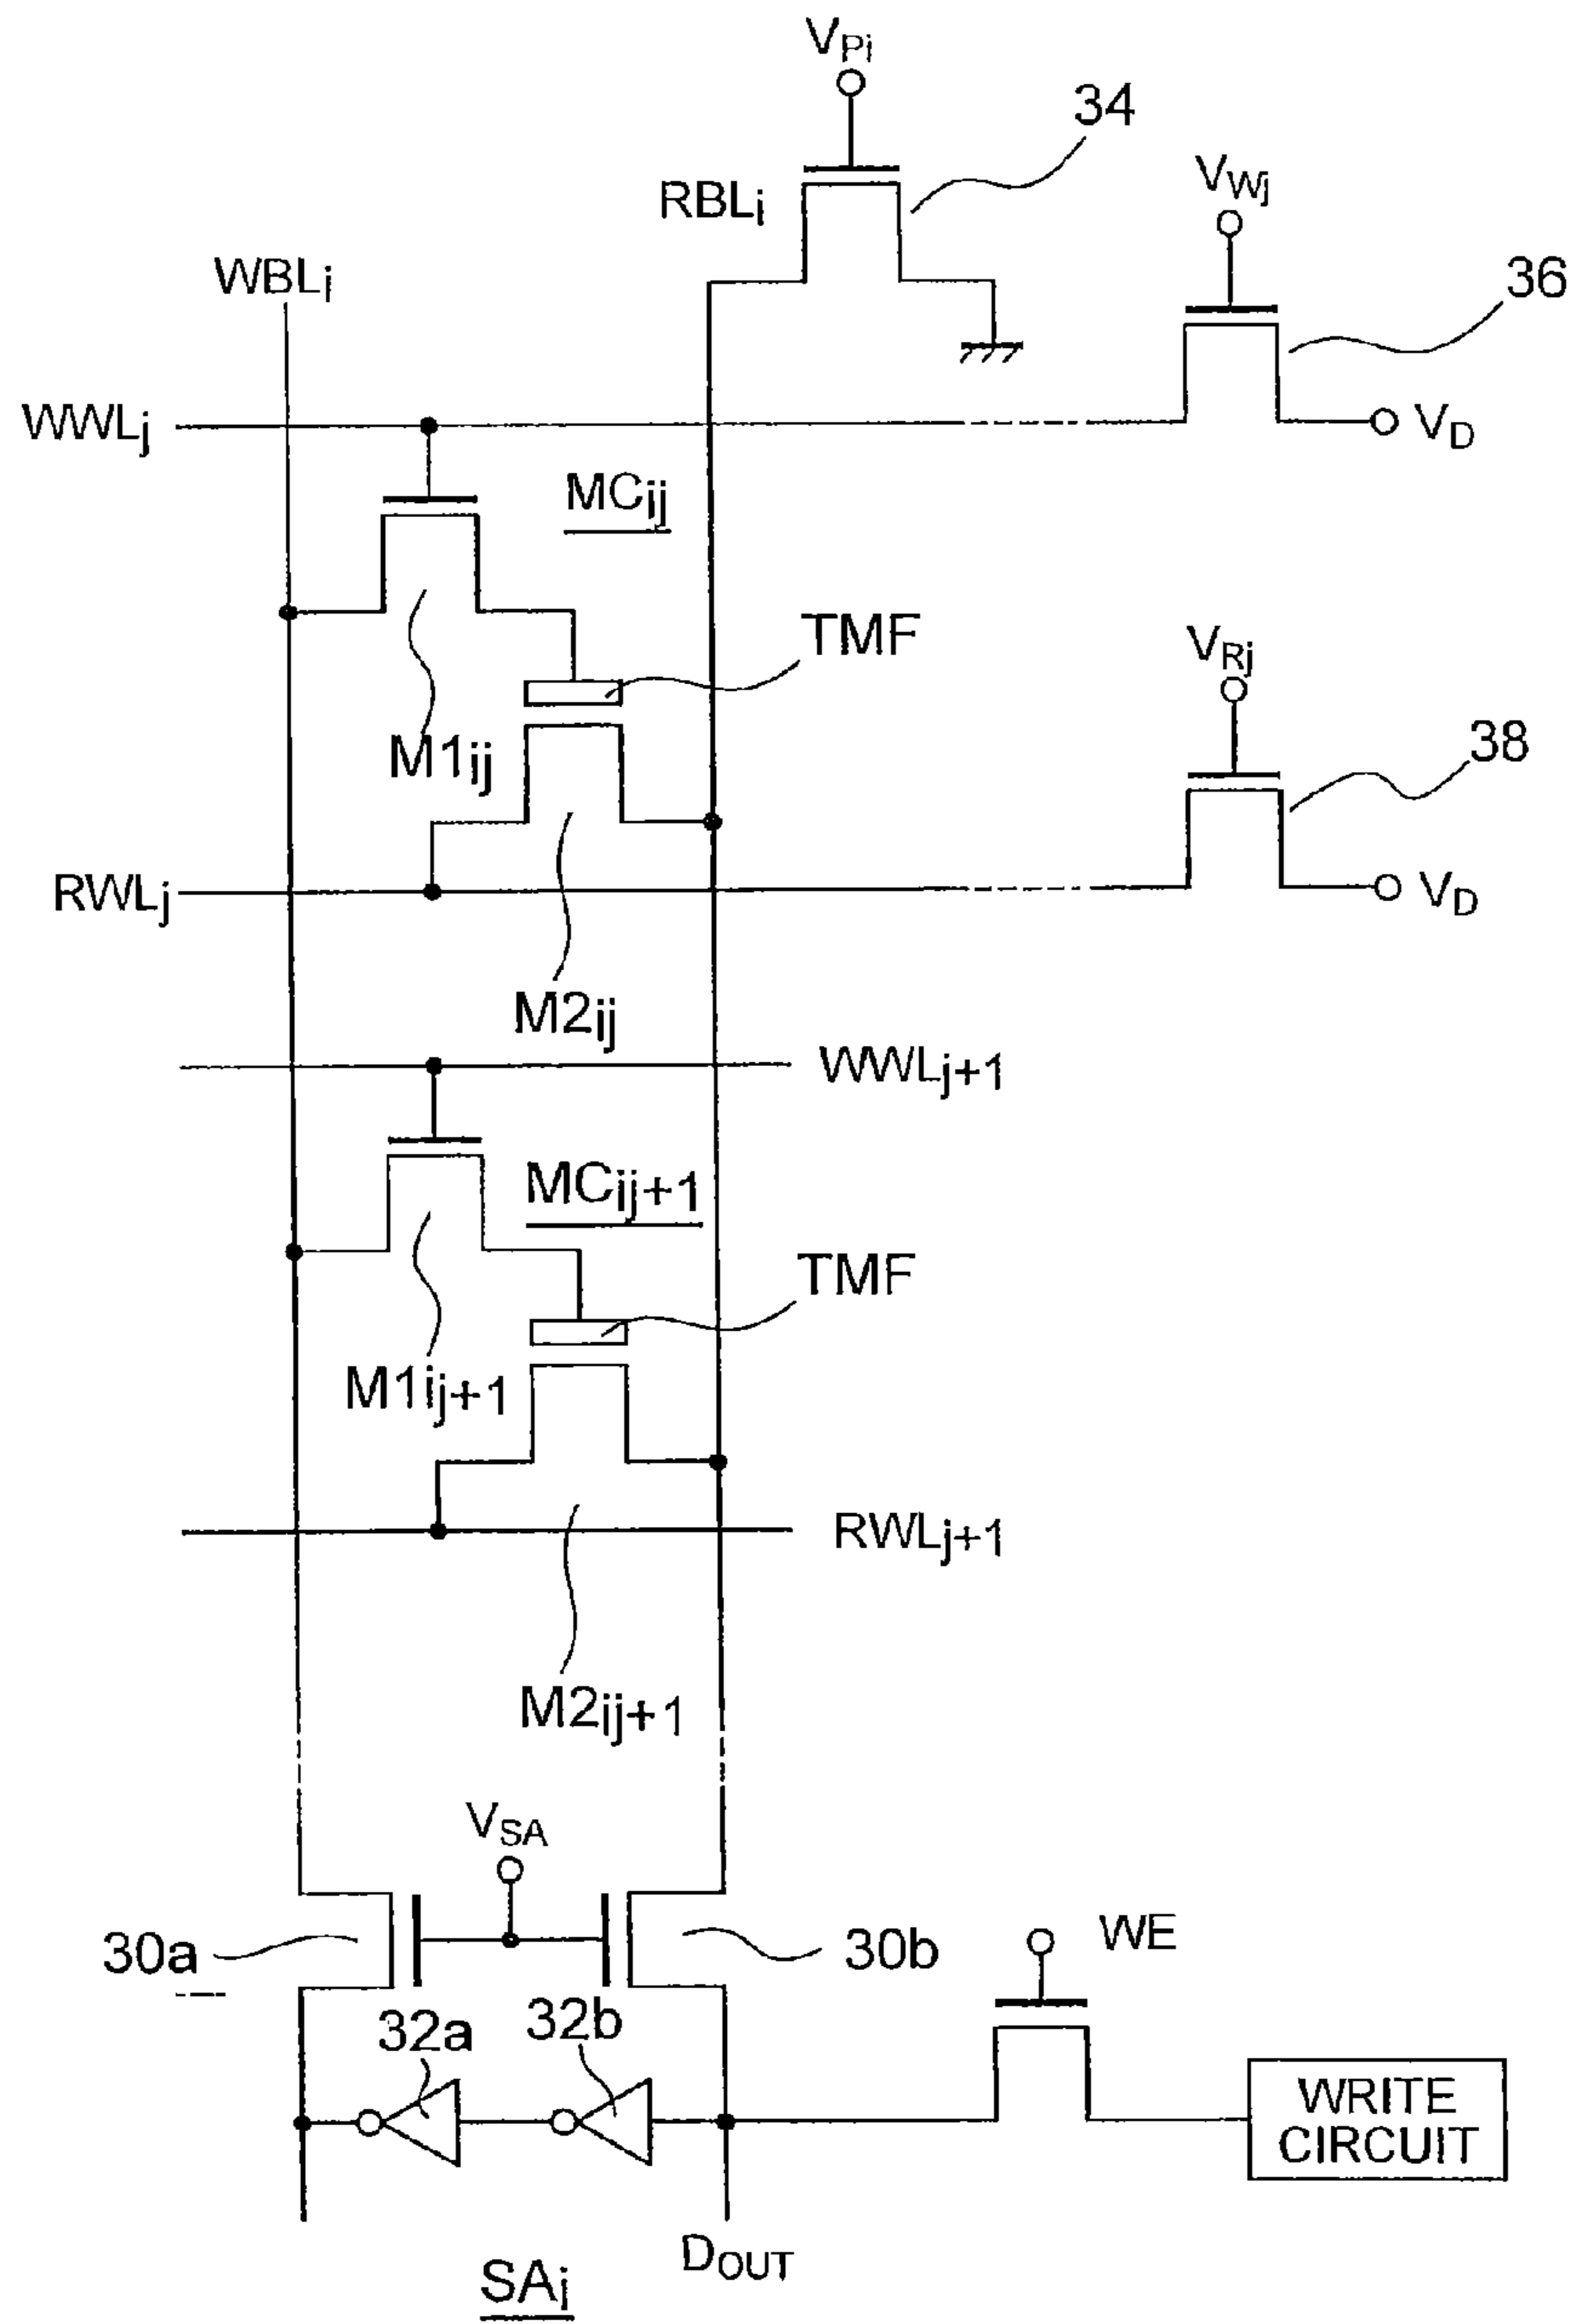 VPi
34
RBLi
VWj
WBLi
36
WWLj
VD
MCij
TMF
VRj
M1ij
38
RWLj
VD
M2ij
WWLj+1
MCij+1
TMF
M1ij+1
RWLj+1
M2ij+1
VSA
30a
30b
WE
32a
32b
WRITE
CIRCUIT
DOUT
SAi